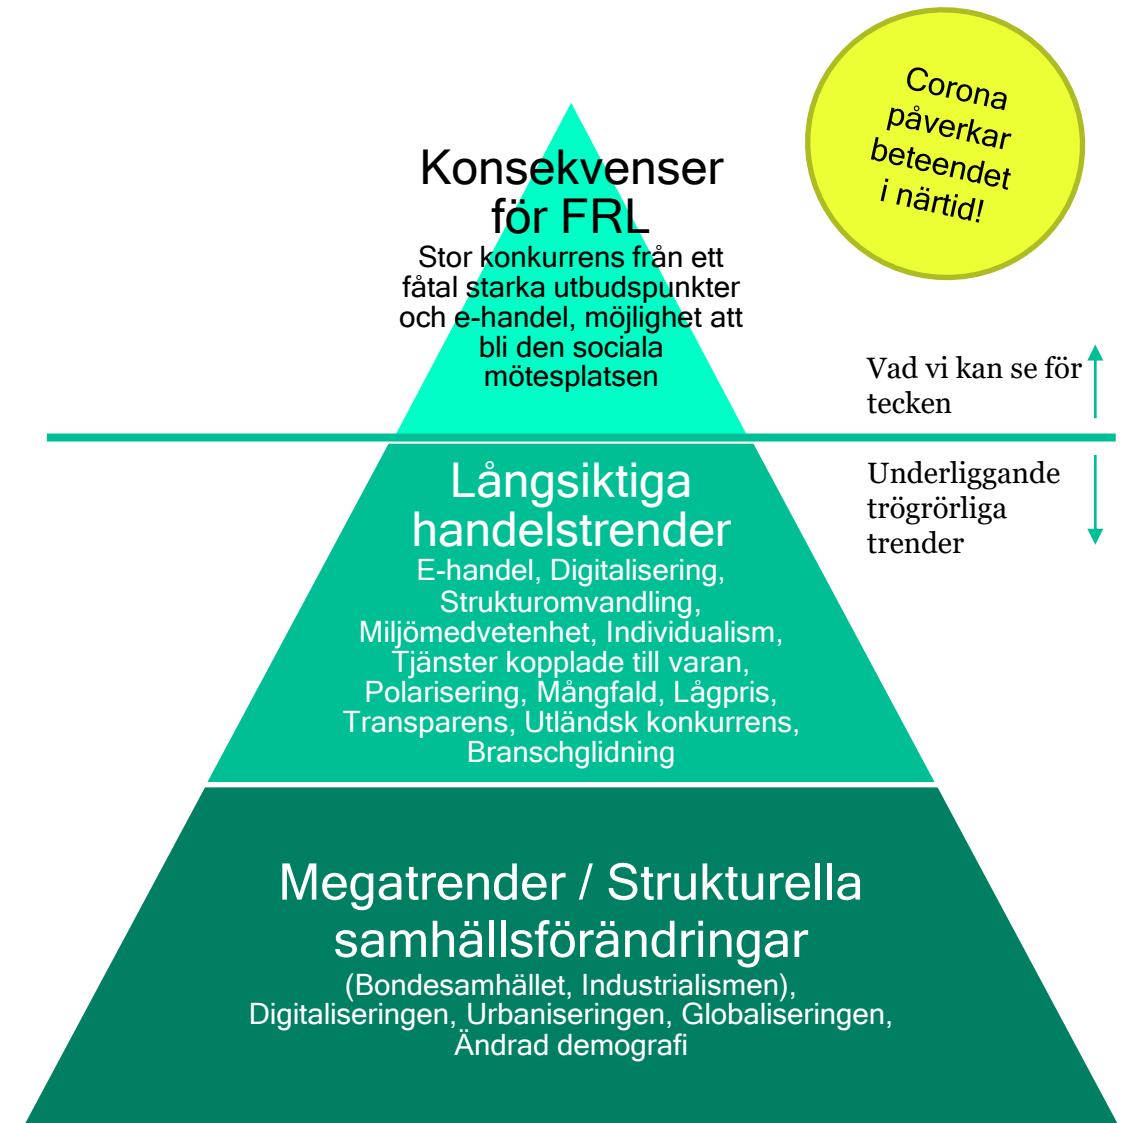 Corona
påverkar
beteendet
i närtid!
Konsekvenser
för FRL
Stor konkurrens från ett
fåtal starka utbudspunkter
och e-handel, möjlighet att
bli den sociala
mötesplatsen
Vad vi kan se för
tecken
Underliggande
trögrörliga
trender
Långsiktiga
handelstrender
E-handel, Digitalisering,
Strukturomvandling,
Miljömedvetenhet, Individualism,
Tjänster kopplade till varan,
Polarisering, Mångfald, Lågpris,
Transparens, Utländsk konkurrens,
Branschglidning
Megatrender / Strukturella
samhällsförändringar
(Bondesamhället, Industrialismen),
Digitaliseringen, Urbaniseringen, Globaliseringen,
Ändrad demografi